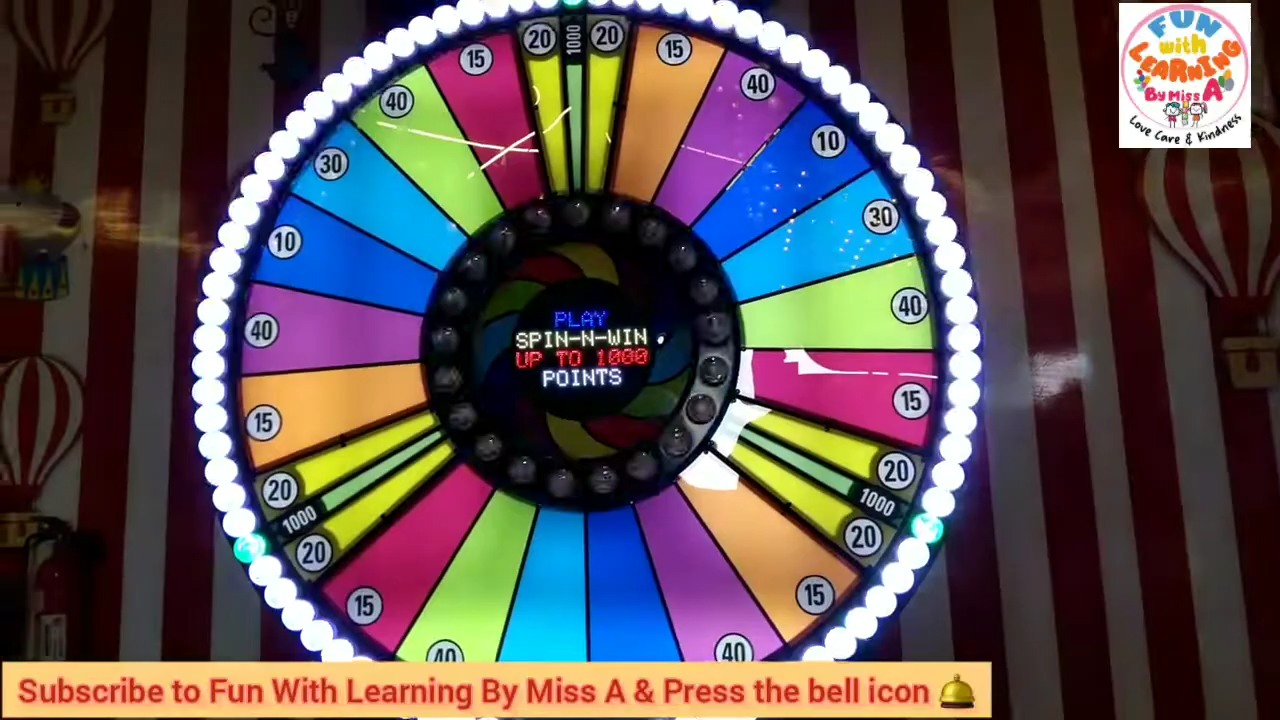 20
1000
20
15
15
40
40
10
30
30
10
40
40
15
15
20
20
1000
1000
20
20
15
15
40
40
PLAY
SPIN-N-WIN
UP TO 1000
POINTS
FUN
with
LEARNING
By Miss A
Love Care & Kindness
Subscribe to Fun With Learning By Miss A & Press the bell icon